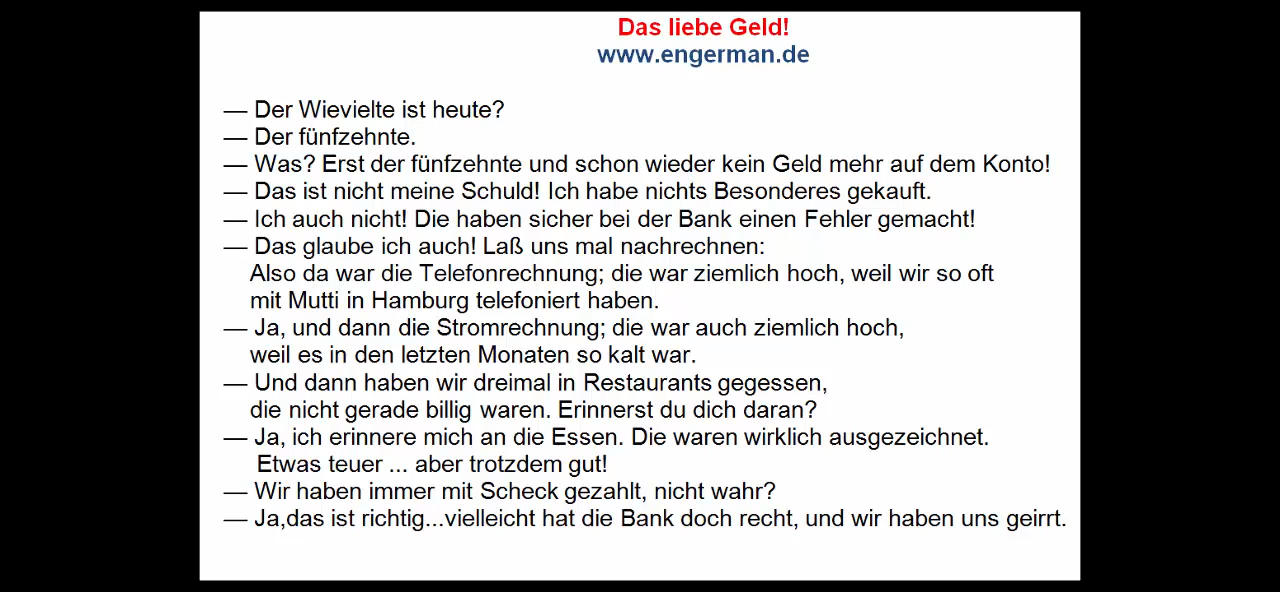 Das liebe Geld!
www.engerman.de
— Der Wievielte ist heute?
— Der fünfzehnte.
— Was? Erst der fünfzehnte und schon wieder kein Geld mehr auf dem Konto!
— Das ist nicht meine Schuld! Ich habe nichts Besonderes gekauft.
— Ich auch nicht! Die haben sicher bei der Bank einen Fehler gemacht!
— Das glaube ich auch! Laß uns mal nachrechnen:
Also da war die Telefonrechnung; die war ziemlich hoch, weil wir so oft
mit Mutti in Hamburg telefoniert haben.
— Ja, und dann die Stromrechnung; die war auch ziemlich hoch,
weil es in den letzten Monaten so kalt war.
— Und dann haben wir dreimal in Restaurants gegessen,
die nicht gerade billig waren. Erinnerst du dich daran?
— Ja, ich erinnere mich an die Essen. Die waren wirklich ausgezeichnet.
Etwas teuer ... aber trotzdem gut!
— Wir haben immer mit Scheck gezahlt, nicht wahr?
— Ja,das ist richtig...vielleicht hat die Bank doch recht, und wir haben uns geirrt.